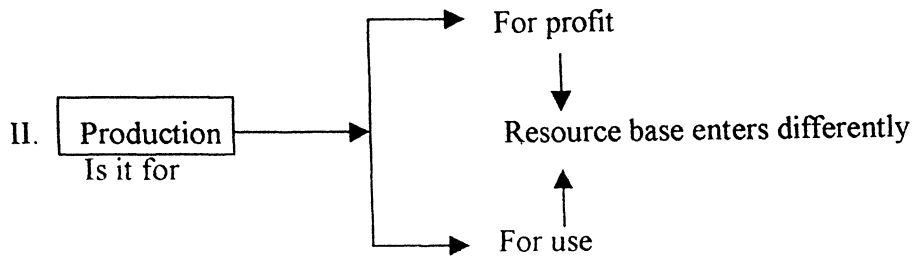 For profit
II. Production
Resource base enters differently
Is it for
For use